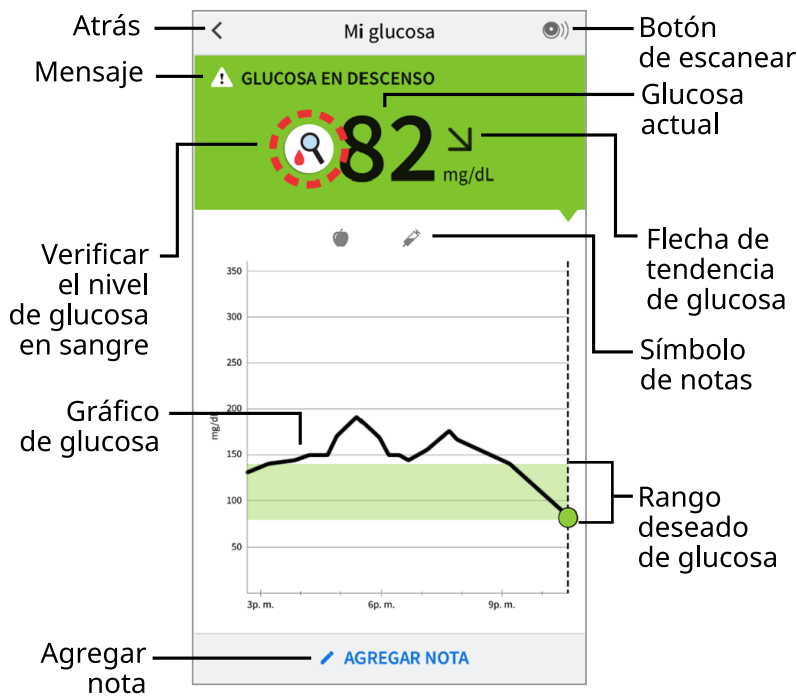 Atrás
Mi glucosa
Botón
de escanear
Mensaje
GLUCOSA EN DESCENSO
Glucosa
actual
82
mg/dL
Verificar
el nivel
de glucosa
en sangre
Flecha de
tendencia
de glucosa
Símbolo
de notas
Gráfico
de glucosa
mg/dL
350
300
250
200
150
100
50
3p. m.
6p. m.
9p. m.
Rango
deseado
de glucosa
Agregar
nota
AGREGAR NOTA